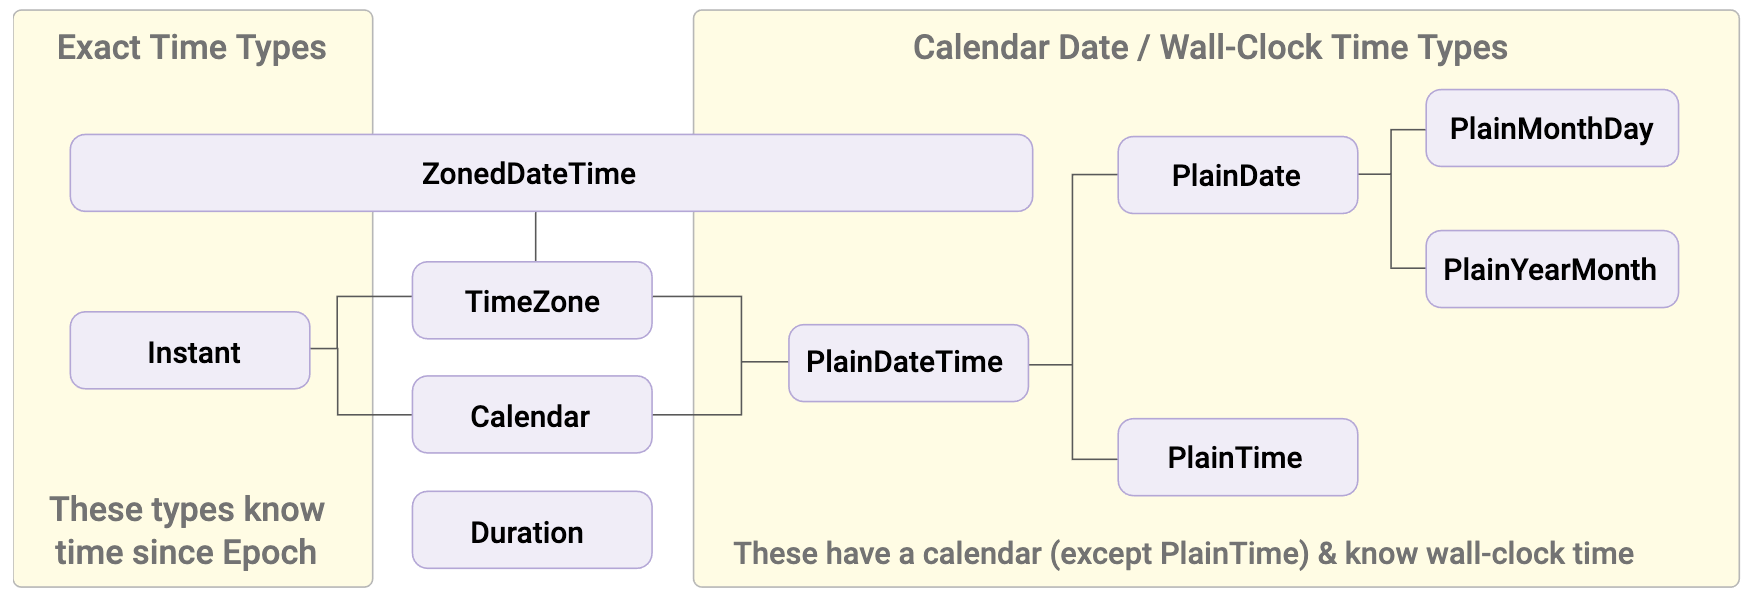 Exact Time Types
Calendar Date / Wall-Clock Time Types
PlainMonthDay
ZonedDateTime
PlainDate
PlainYearMonth
TimeZone
Instant
PlainDateTime
Calendar
PlainTime
These types know
time since Epoch
Duration
These have a calendar (except PlainTime) & know wall-clock time